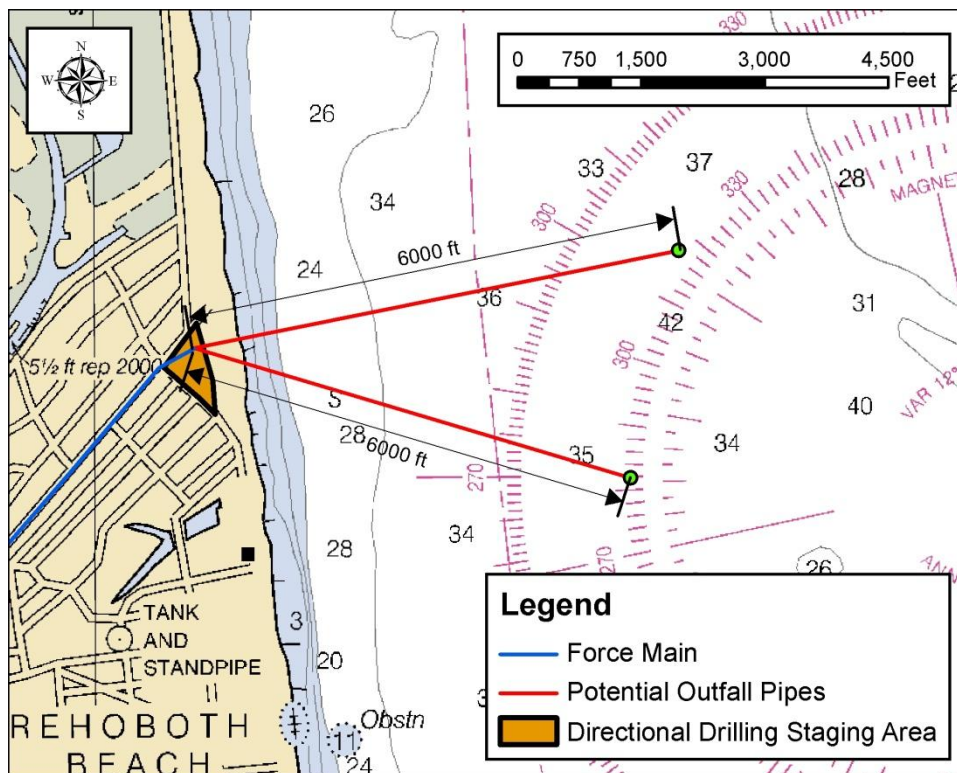 N
W E
S
0 750 1,500 3,000 4,500
Feet
330
26
33
37
330
28
MAGNE
34
300
6000 ft
24
36
31
42
300
5½ ft rep 2000
VAR 12°
S
40
28
6000 ft
35
34
270
34
28
270
26
ANN
Legend
Force Main
Potential Outfall Pipes
Directional Drilling Staging Area
TANK
AND
STANDPIPE
3
20
REHOBOTH
BEACH
Obstn
11
24